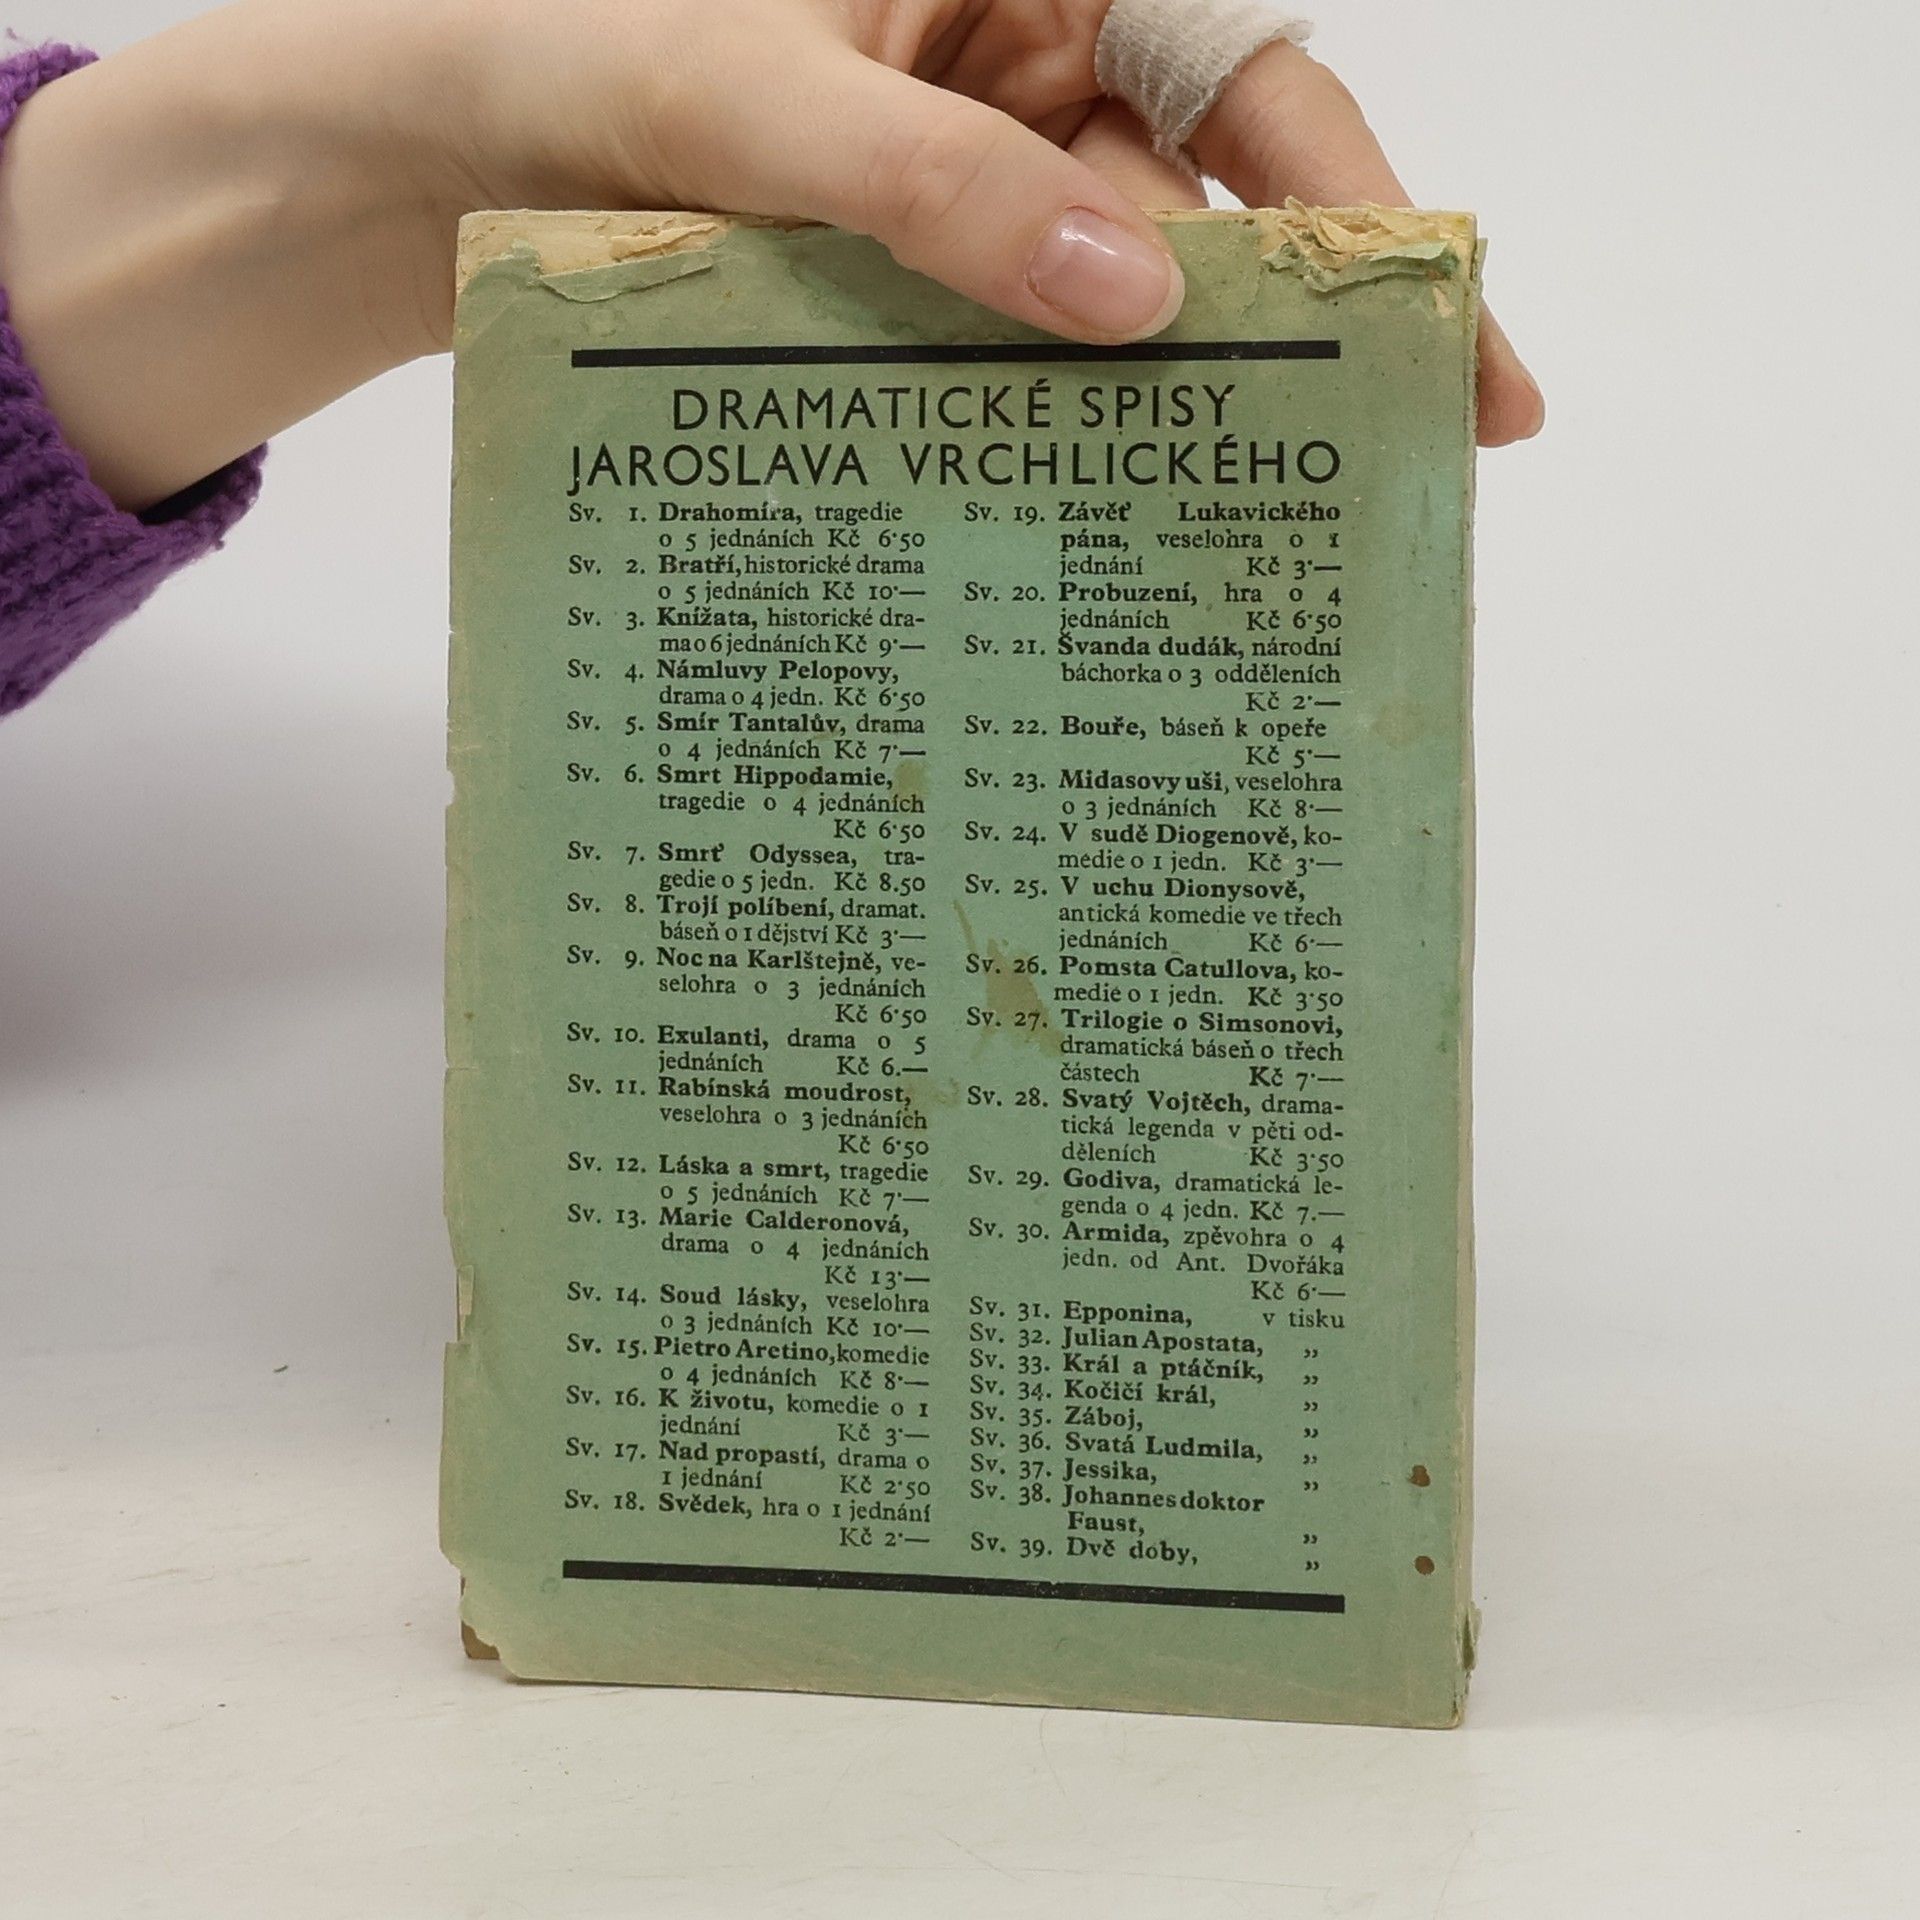 DRAMATICKÉ SPISY
JAROSLAVA VRCHLICKÉHO
Sv. 1. Drahomíra, tragedie
o 5 jednáních Kč 6·50
Sv. 2. Bratří, historické drama
o 5 jednáních Kč 10·—
Sv. 3. Knížata, historické dra-
ma o 6 jednáních Kč 9·—
Sv. 4. Námluvy Pelopovy,
drama o 4 jedn. Kč 6·50
Sv. 5. Smír Tantalův, drama
o 4 jednáních Kč 7·—
Sv. 6. Smrt Hippodamie,
tragedie o 4 jednáních
Kč 6·50
Sv. 7. Smrť Odyssea, tra-
gedie o 5 jedn. Kč 8.50
Sv. 8. Trojí políbení, dramat.
báseň o 1 dějství Kč 3·—
Sv. 9. Noc na Karlštejně, ve-
selohra o 3 jednáních
Kč 6·50
Sv. 10. Exulanti, drama o 5
jednáních Kč 6.—
Sv. 11. Rabínská moudrost,
veselohra o 3 jednáních
Kč 6·50
Sv. 12. Láska a smrt, tragedie
o 5 jednáních Kč 7·—
Sv. 13. Marie Calderonová,
drama o 4 jednáních
Kč 13·—
Sv. 14. Soud lásky, veselohra
o 3 jednáních Kč 10·—
Sv. 15. Pietro Aretino, komedie
o 4 jednáních Kč 8·—
Sv. 16. K životu, komedie o 1
jednání Kč 3·—
Sv. 17. Nad propastí, drama o
1 jednání Kč 2·50
Sv. 18. Svědek, hra o 1 jednání
Kč 2·—
Sv. 19. Závěť Lukavického
pána, veselohra o 1
jednání Kč 3·—
Sv. 20. Probuzení, hra o 4
jednáních Kč 6·50
Sv. 21. Švanda dudák, národní
báchorka o 3 odděleních
Kč 2·—
Sv. 22. Bouře, báseň k opeře
Kč 5·—
Sv. 23. Midasovy uši, veselohra
o 3 jednáních Kč 8·—
Sv. 24. V sudě Diogenově, ko-
medie o 1 jedn. Kč 3·—
Sv. 25. V uchu Dionysově,
antická komedie ve třech
jednáních Kč 6·—
Sv. 26. Pomsta Catullova, ko-
medie o 1 jedn. Kč 3·50
Sv. 27. Trilogie o Simsonovi,
dramatická báseň o třech
částech Kč 7·—
Sv. 28. Svatý Vojtěch, drama-
tická legenda v pěti od-
děleních Kč 3·50
Sv. 29. Godiva, dramatická le-
genda o 4 jedn. Kč 7.—
Sv. 30. Armida, zpěvohra o 4
jedn. od Ant. Dvořáka
Kč 6·—
Sv. 31. Epponina, v tisku
Sv. 32. Julian Apostata, „
Sv. 33. Král a ptáčník, „
Sv. 34. Kočičí král, „
Sv. 35. Záboj, „
Sv. 36. Svatá Ludmila, „
Sv. 37. Jessika, „
Sv. 38. Johannes doktor
Faust, „
Sv. 39. Dvě doby, „